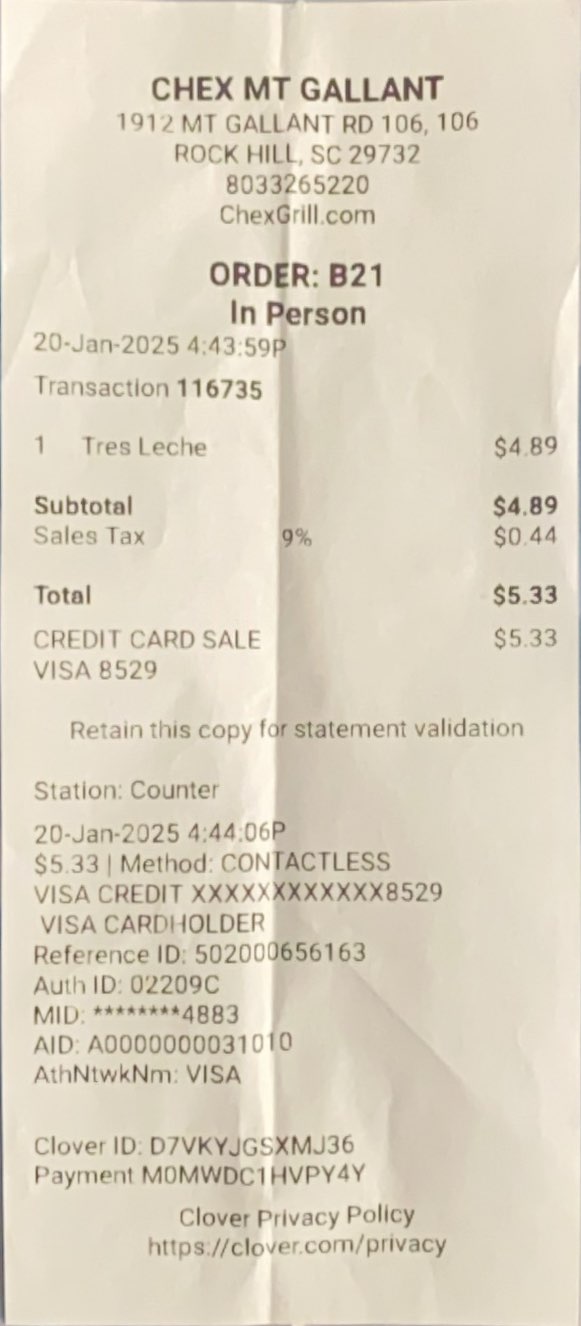 CHEX MT GALLANT
1912 MT GALLANT RD 106, 106
ROCK HILL, SC 29732
8033265220
ChexGrill.com
ORDER: B21
In Person
20-Jan-2025 4:43:59P
Transaction 116735
1 Tres Leche $4.89
Subtotal $4.89
Sales Tax 9% $0.44
Total $5.33
CREDIT CARD SALE $5.33
VISA 8529
Retain this copy for statement validation
Station: Counter
20-Jan-2025 4:44:06P
$5.33 | Method: CONTACTLESS
VISA CREDIT XXXXXXXXXXXX8529
VISA CARDHOLDER
Reference ID: 502000656163
Auth ID: 02209C
MID: ********4883
AID: A0000000031010
AthNtwkNm: VISA
Clover ID: D7VKYJGSXMJ36
Payment M0MWDC1HVPY4Y
Clover Privacy Policy
https://clover.com/privacy